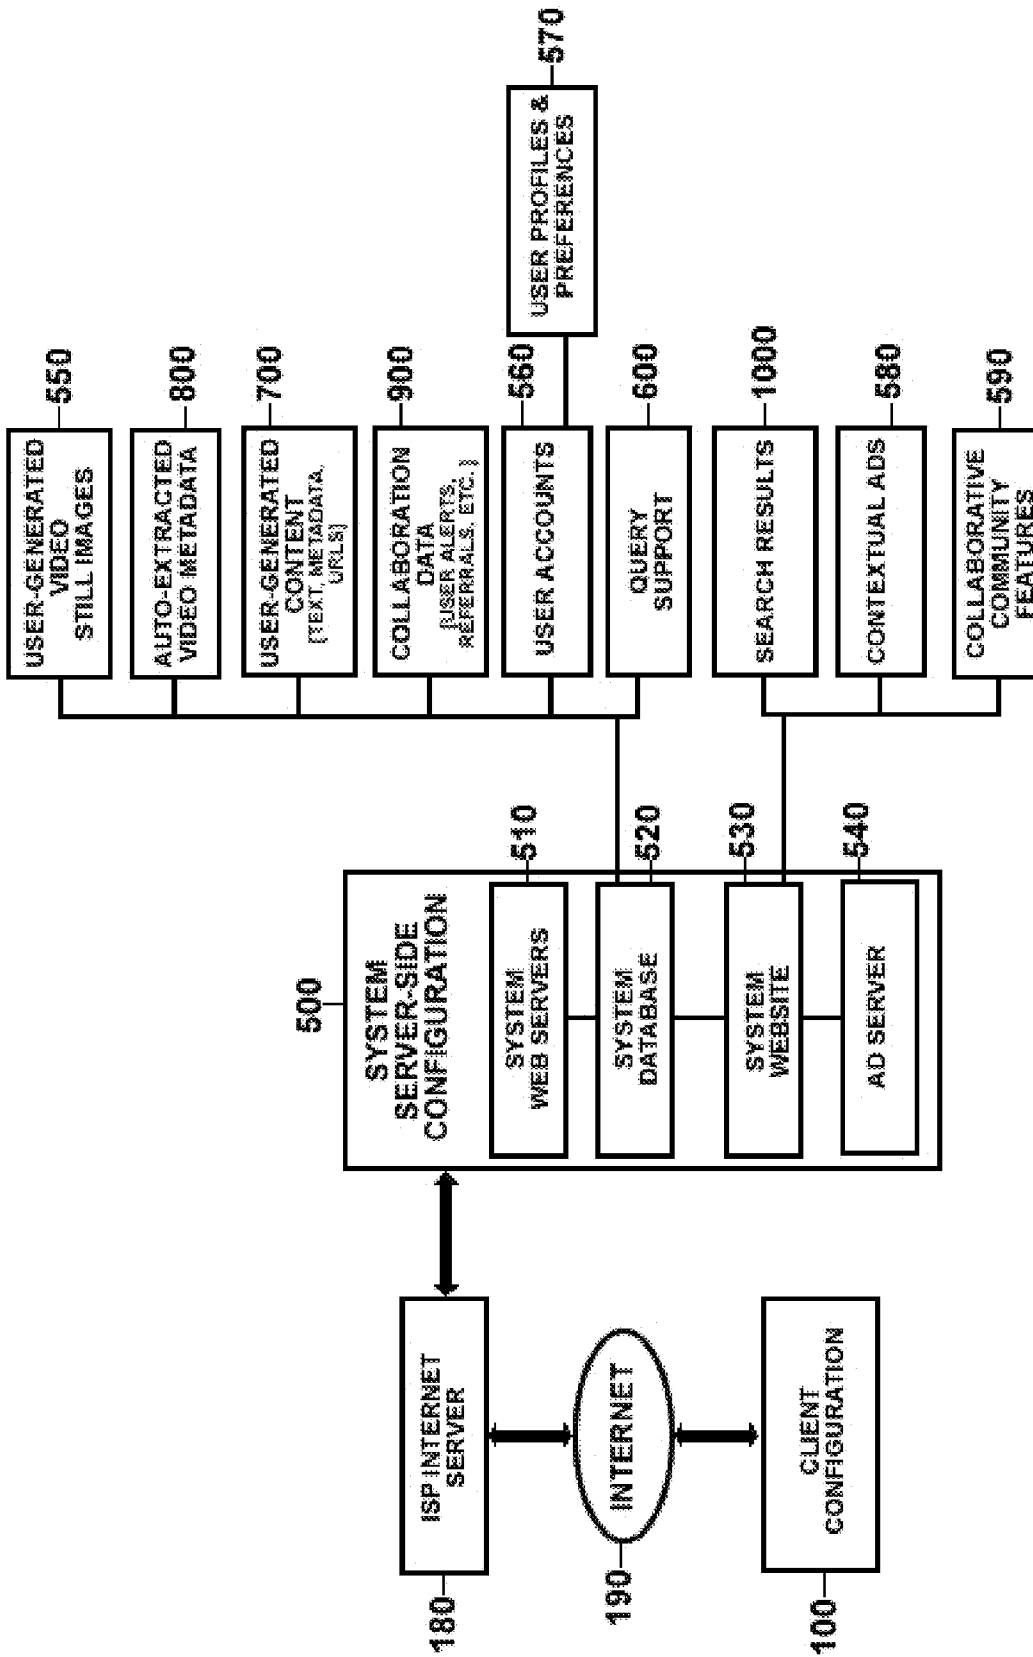 180
ISP INTERNET
SERVER
190
INTERNET
100
CLIENT
CONFIGURATION
500
SYSTEM
SERVER-SIDE
CONFIGURATION
510
SYSTEM
WEB SERVERS
520
SYSTEM
DATABASE
530
SYSTEM
WEBSITE
540
AD SERVER
550
USER-GENERATED
VIDEO
STILL IMAGES
800
AUTO-EXTRACTED
VIDEO METADATA
700
USER-GENERATED
CONTENT
[TEXT, METADATA,
URLS]
900
COLLABORATION
DATA
[USER ALERTS,
REFERRALS, ETC. ]
560
USER ACCOUNTS
570
USER PROFILES &
PREFERENCES
600
QUERY
SUPPORT
1000
SEARCH RESULTS
580
CONTEXTUAL ADS
590
COLLABORATIVE
COMMUNITY
FEATURES